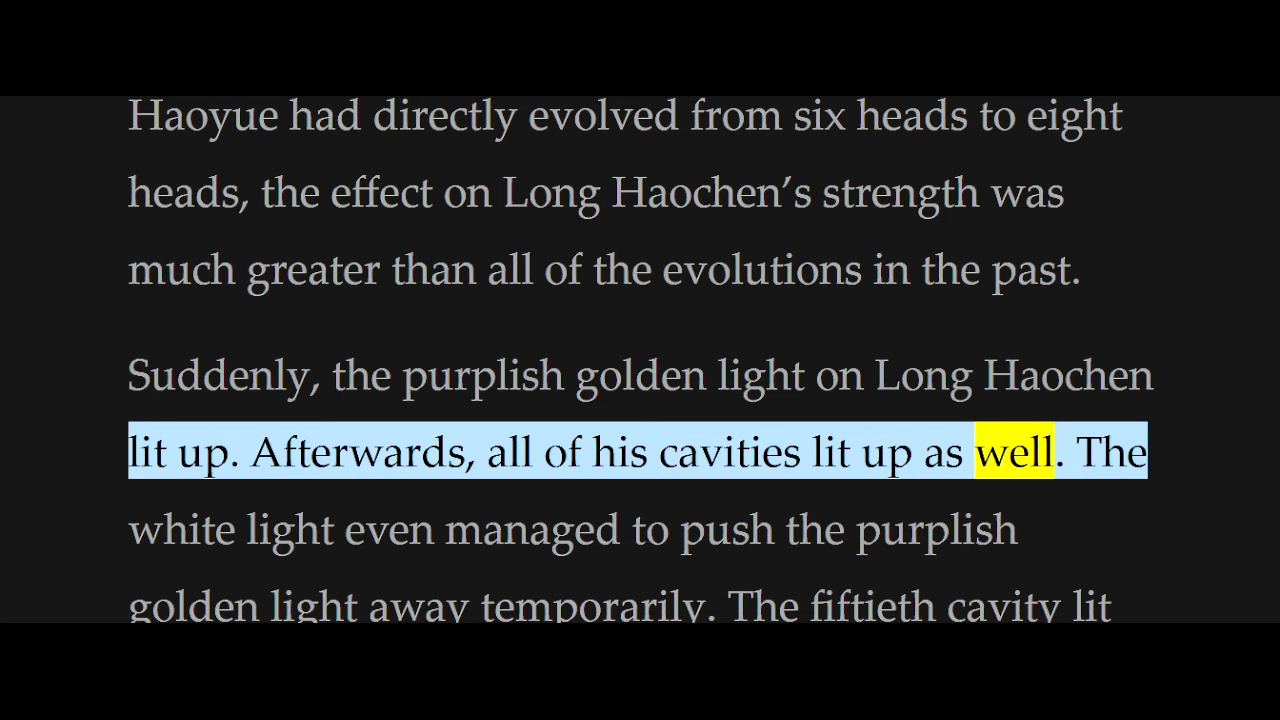 Haoyue had directly evolved from six heads to eight
heads, the effect on Long Haochen’s strength was
much greater than all of the evolutions in the past.
Suddenly, the purplish golden light on Long Haochen
lit up. Afterwards, all of his cavities lit up as well. The
white light even managed to push the purplish
golden light away temporarily. The fiftieth cavity lit